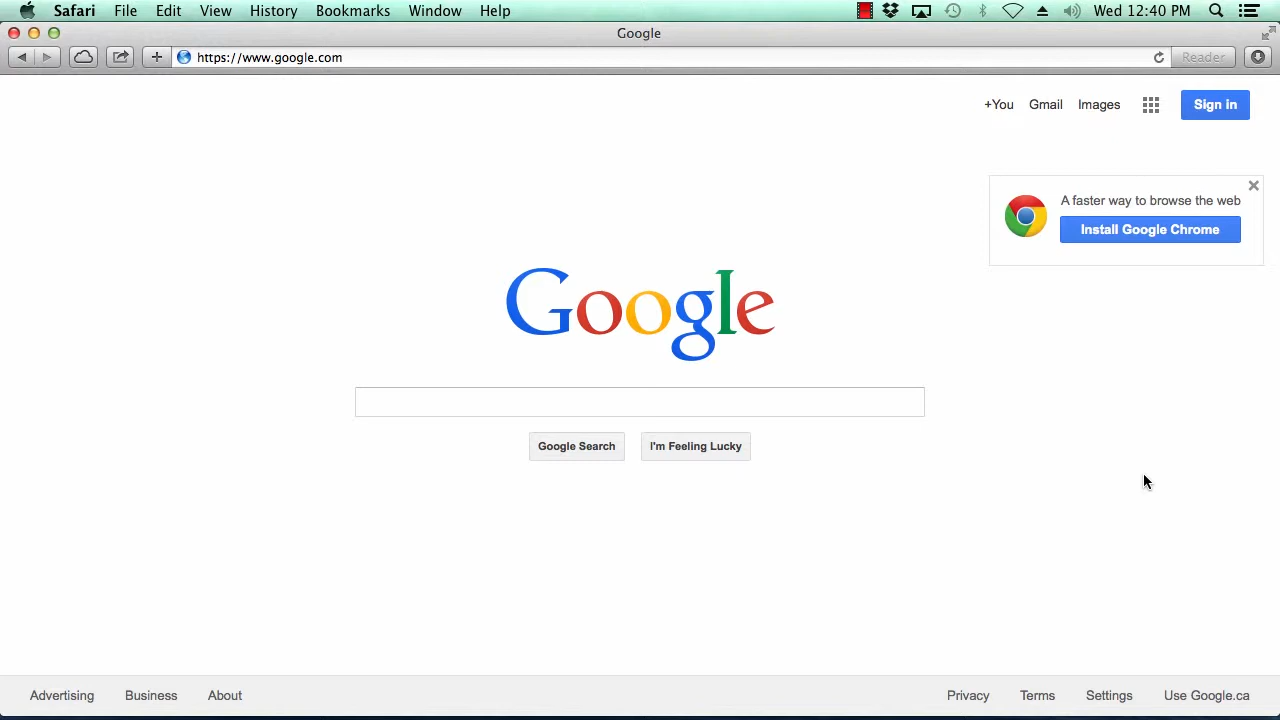 Safari File Edit View History Bookmarks Window Help Wed 12:40 PM
Google
https://www.google.com Reader
+You Gmail Images Sign in
A faster way to browse the web
Install Google Chrome
Google
Google Search I'm Feeling Lucky
Advertising Business About Privacy Terms Settings Use Google.ca